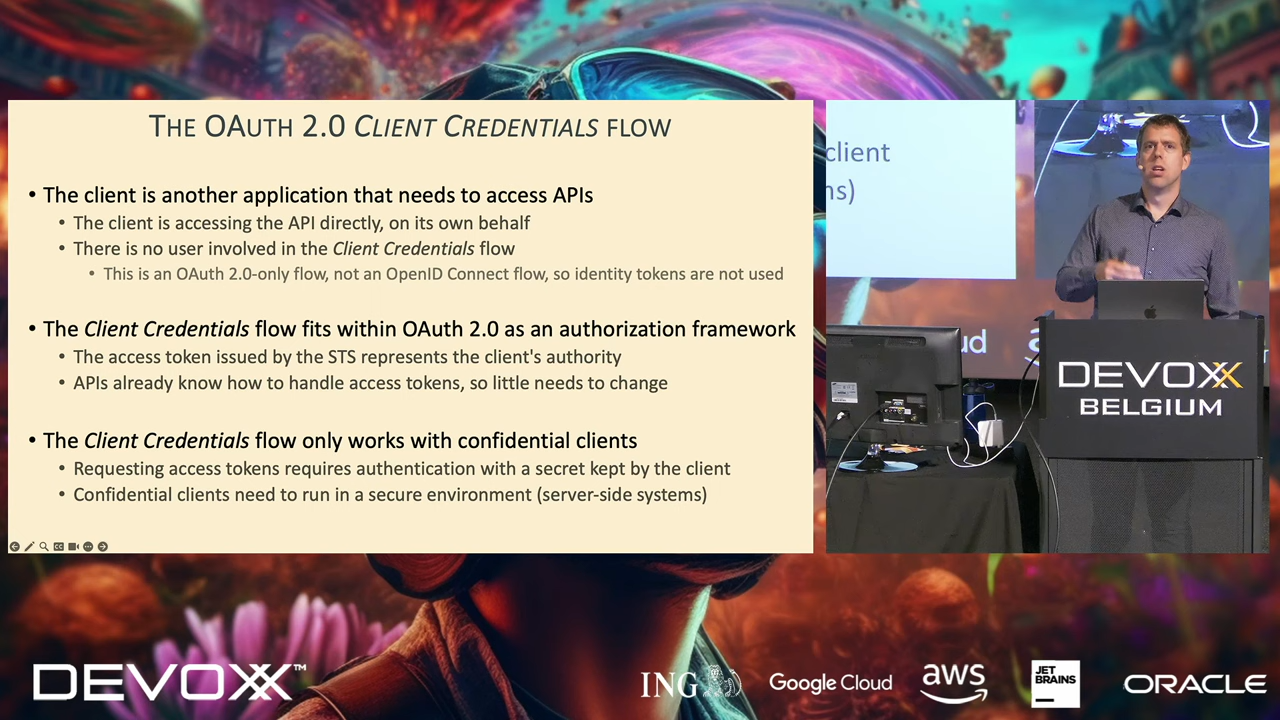 THE OAUTH 2.0 CLIENT CREDENTIALS FLOW
• The client is another application that needs to access APIs
• The client is accessing the API directly, on its own behalf
• There is no user involved in the Client Credentials flow
• This is an OAuth 2.0-only flow, not an OpenID Connect flow, so identity tokens are not used
• The Client Credentials flow fits within OAuth 2.0 as an authorization framework
• The access token issued by the STS represents the client's authority
• APIs already know how to handle access tokens, so little needs to change
• The Client Credentials flow only works with confidential clients
• Requesting access tokens requires authentication with a secret kept by the client
• Confidential clients need to run in a secure environment (server-side systems)
client
ns)
ud
DEVOXX
BELGIUM
DEVOXX™
ING
Google Cloud
aws
JET
BRAINS
ORACLE